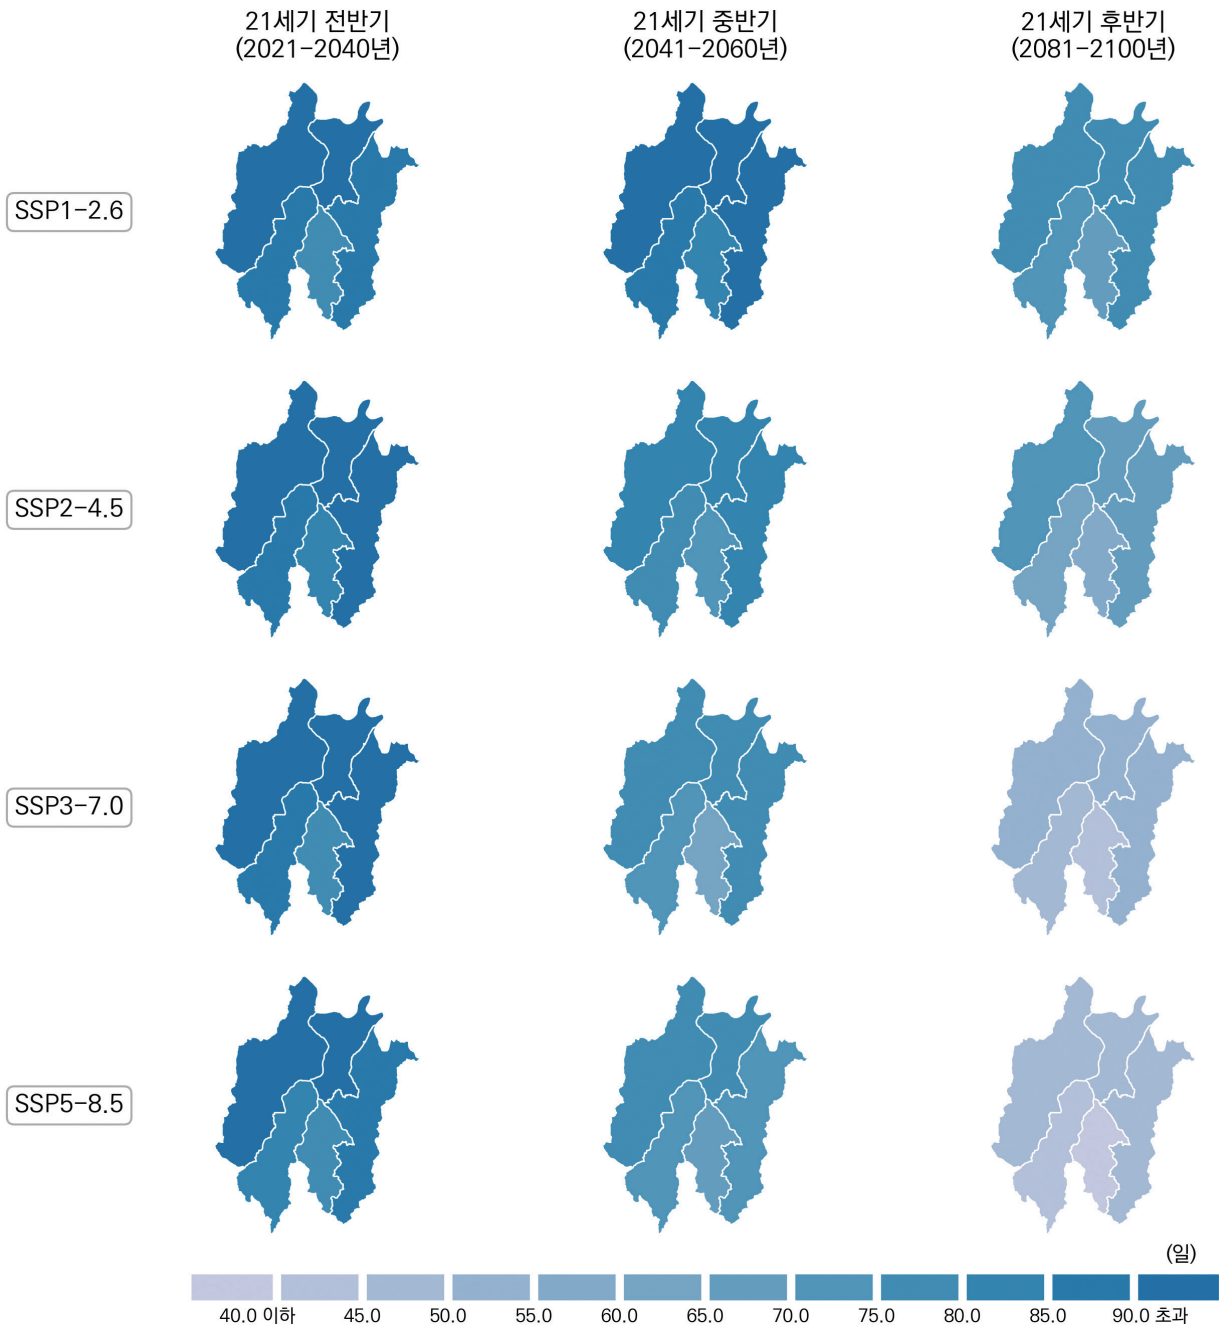 21세기 전반기
(2021-2040년)
21세기 중반기
(2041-2060년)
21세기 후반기
(2081-2100년)
SSP1-2.6
SSP2-4.5
SSP3-7.0
SSP5-8.5
(일)
40.0 이하 45.0 50.0 55.0 60.0 65.0 70.0 75.0 80.0 85.0 90.0 초과